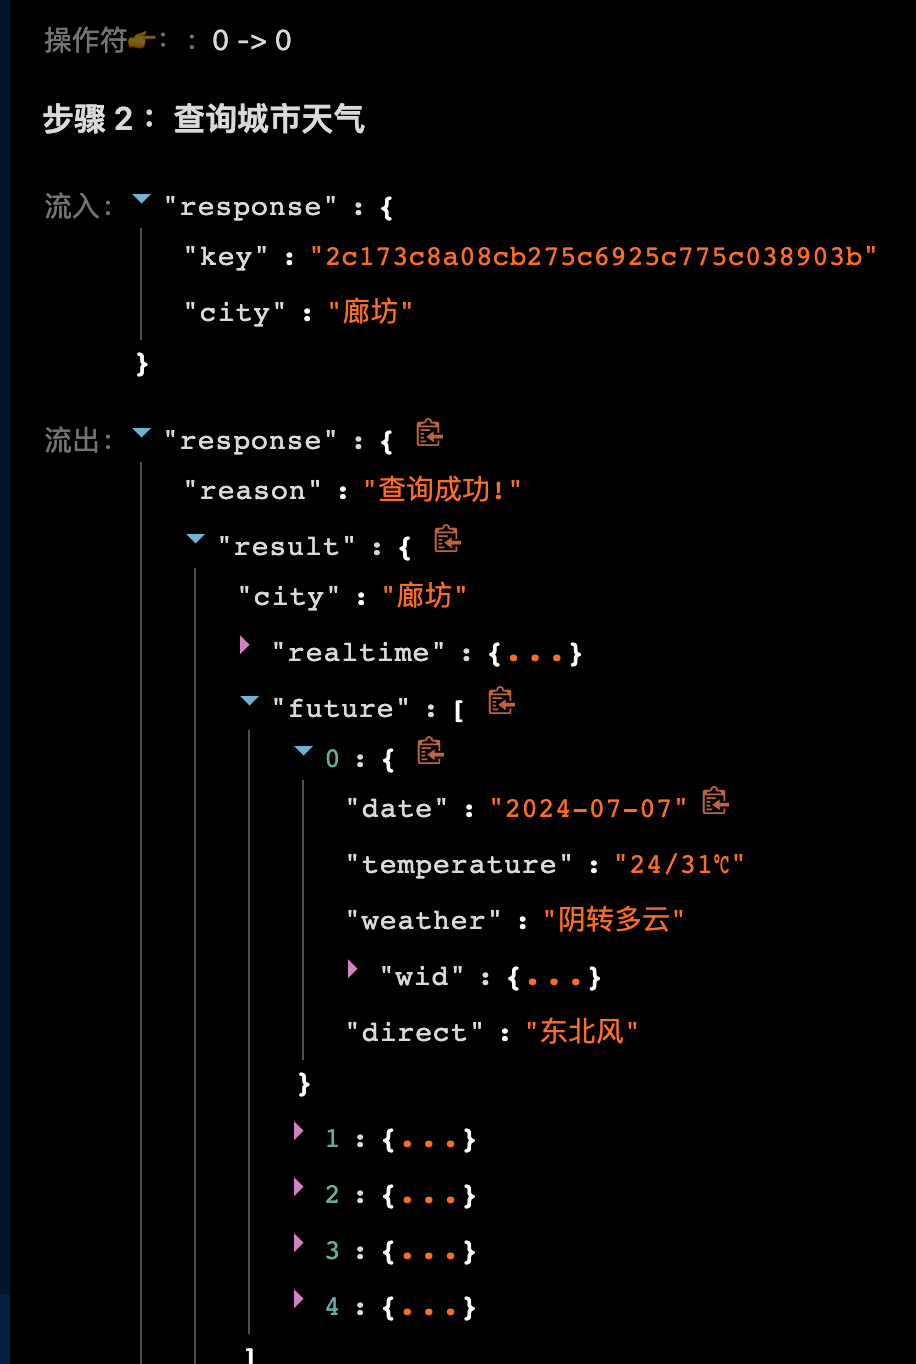 操作符👉: : 0 -> 0
步骤 2： 查询城市天气
流入: "response" : {
"key" : "2c173c8a08cb275c6925c775c038903b"
"city" : "廊坊"
}
流出: "response" : {
"reason" : "查询成功!"
"result" : {
"city" : "廊坊"
"realtime" : {...}
"future" : [
0 : {
"date" : "2024-07-07"
"temperature" : "24/31℃"
"weather" : "阴转多云"
"wid" : {...}
"direct" : "东北风"
}
1 : {...}
2 : {...}
3 : {...}
4 : {...}
]